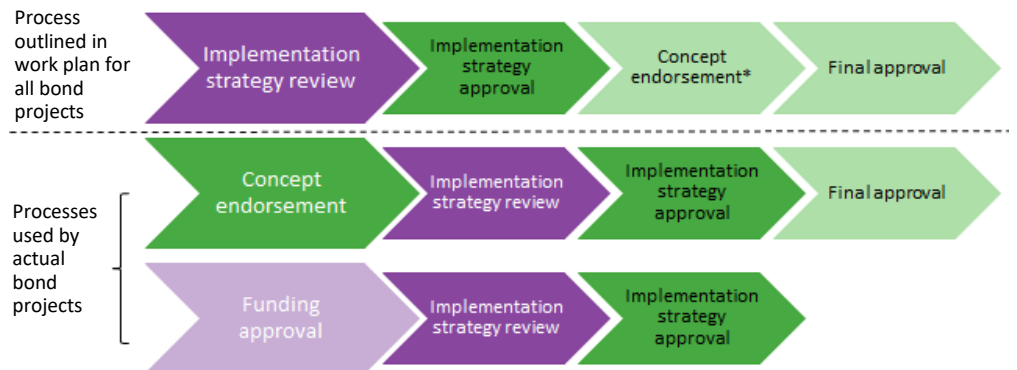 Process
outlined in
work plan for
all bond
projects
Implementation
strategy review
Implementation
strategy
approval
Concept
endorsement*
Final approval
Processes
used by
actual
bond
projects
Concept
endorsement
Implementation
strategy review
Implementation
strategy
approval
Final approval
Funding
approval
Implementation
strategy review
Implementation
strategy
approval